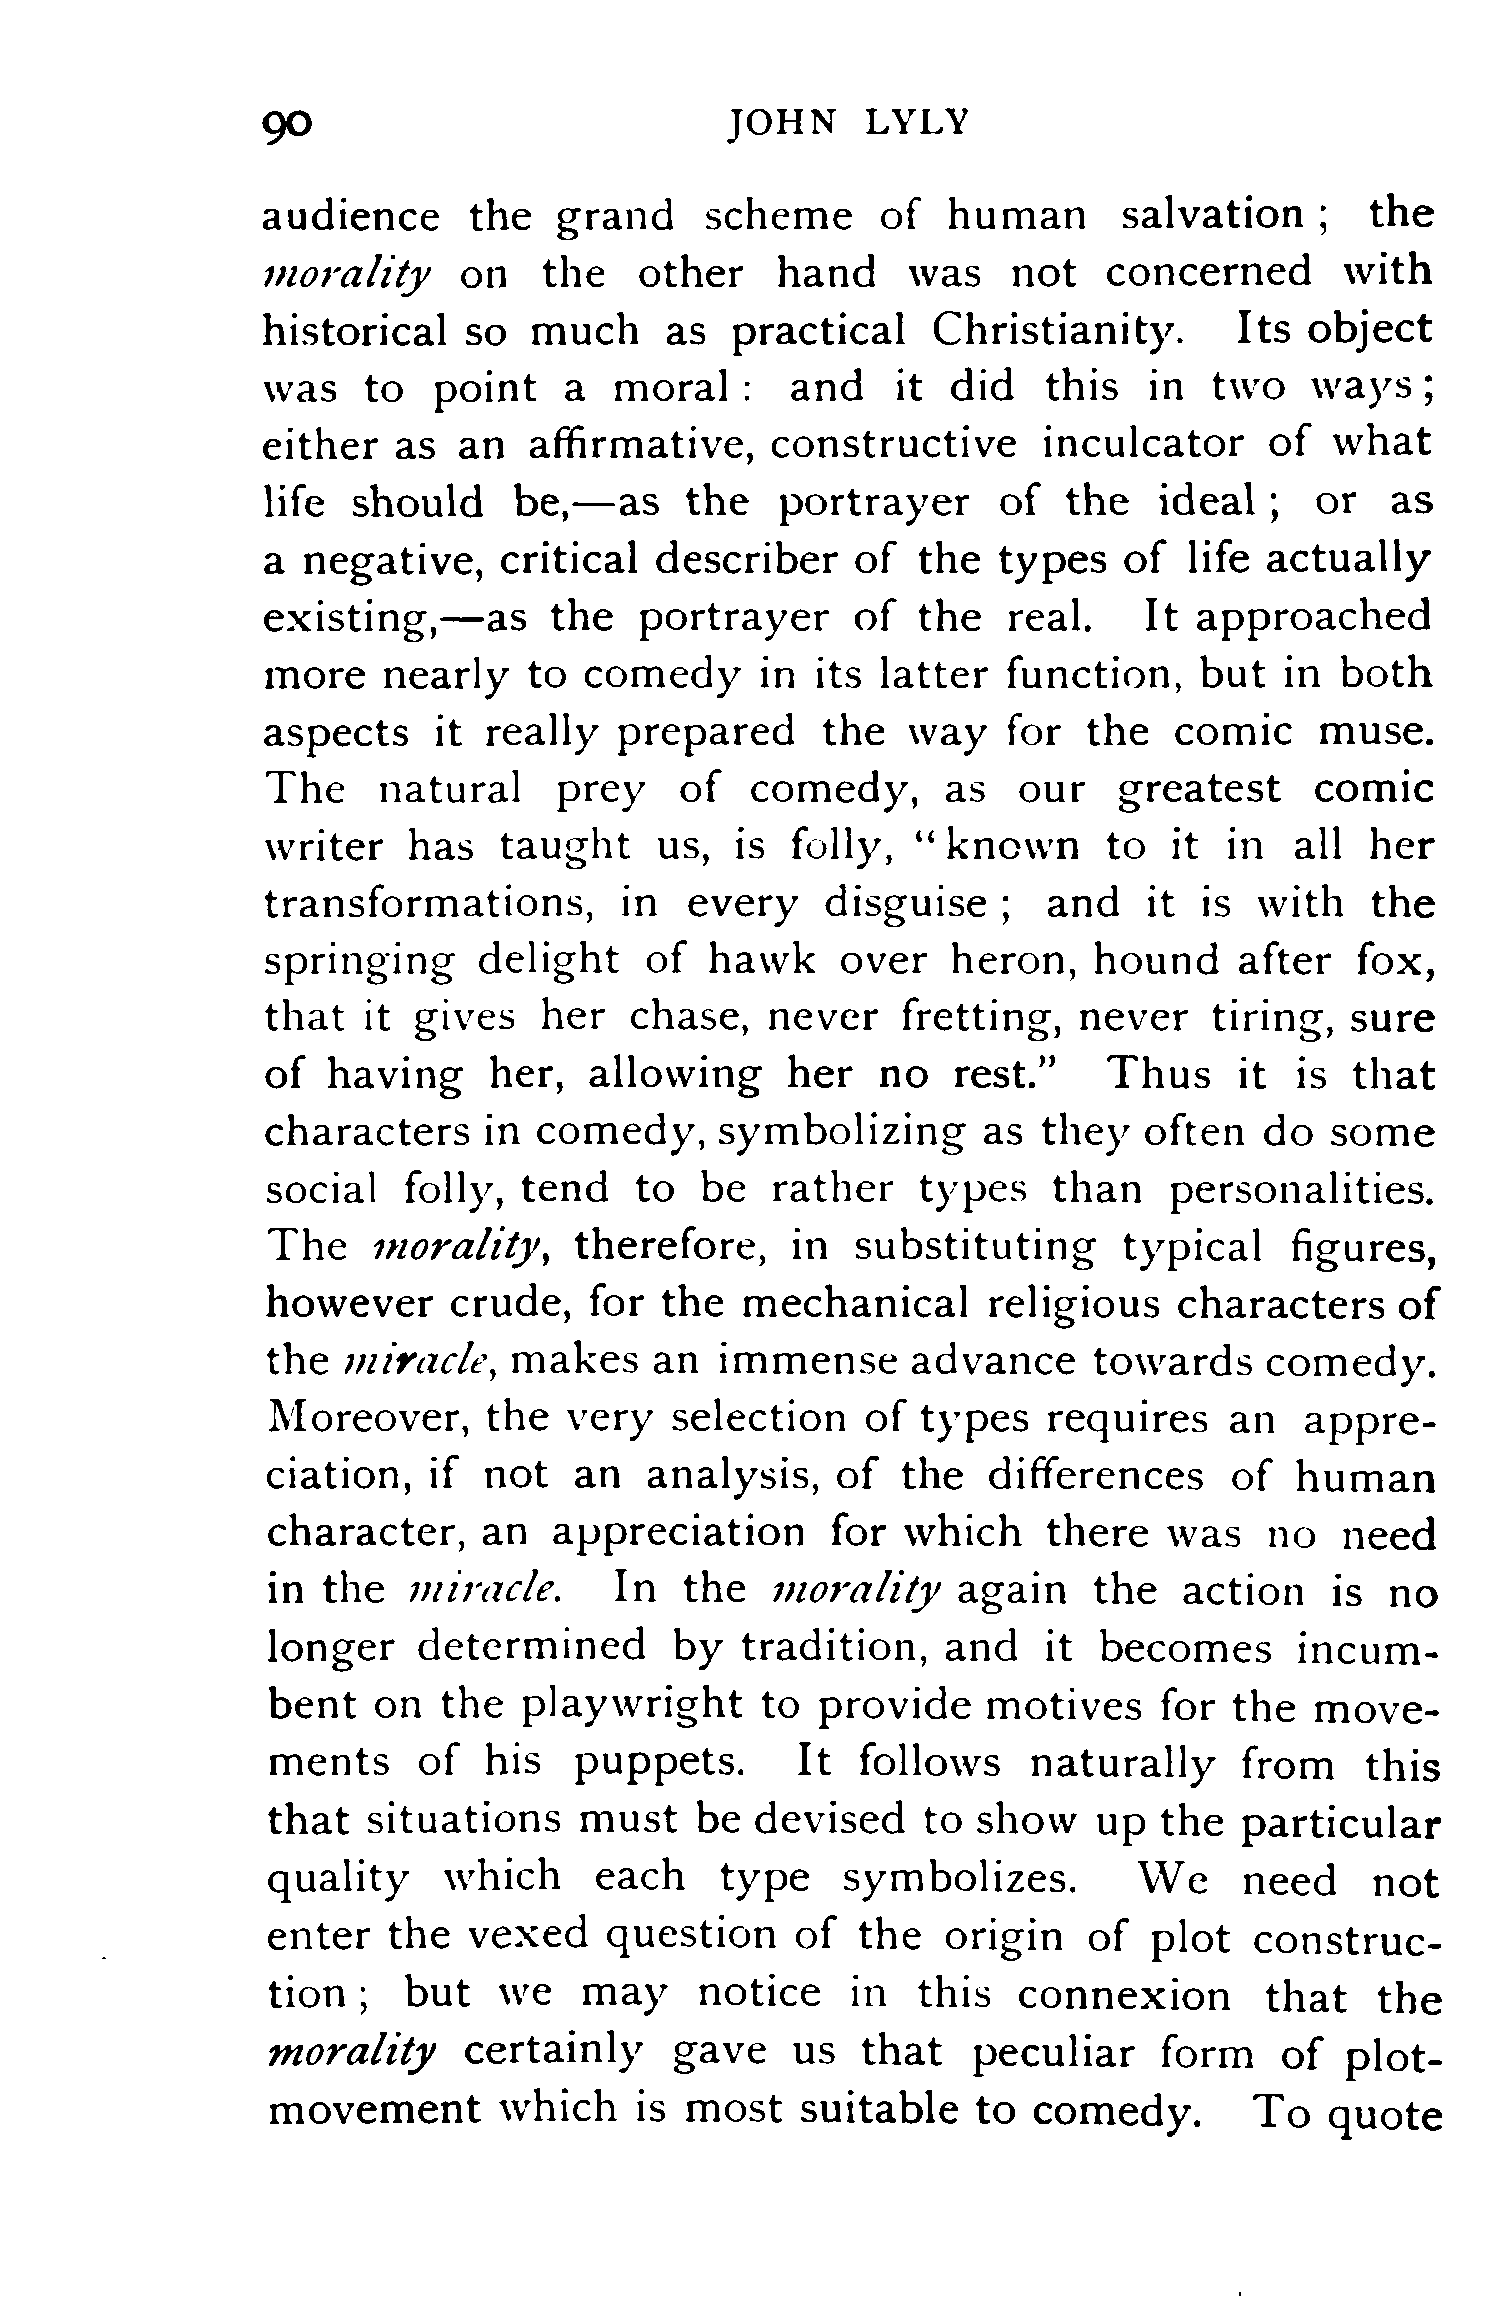 90 JOHN LYLY
audience the grand scheme of human salvation ; the
morality on the other hand was not concerned with
historical so much as practical Christianity. Its object
was to point a moral : and it did this in two ways ;
either as an affirmative, constructive inculcator of what
life should be,—as the portrayer of the ideal ; or as
a negative, critical describer of the types of life actually
existing,—as the portrayer of the real. It approached
more nearly to comedy in its latter function, but in both
aspects it really prepared the way for the comic muse.
The natural prey of comedy, as our greatest comic
writer has taught us, is folly, “ known to it in all her
transformations, in every disguise ; and it is with the
springing delight of hawk over heron, hound after fox,
that it gives her chase, never fretting, never tiring, sure
of having her, allowing her no rest.” Thus it is that
characters in comedy, symbolizing as they often do some
social folly, tend to be rather types than personalities.
The morality, therefore, in substituting typical figures,
however crude, for the mechanical religious characters of
the miracle, makes an immense advance towards comedy.
Moreover, the very selection of types requires an appre-
ciation, if not an analysis, of the differences of human
character, an appreciation for which there was no need
in the miracle. In the morality again the action is no
longer determined by tradition, and it becomes incum-
bent on the playwright to provide motives for the move-
ments of his puppets. It follows naturally from this
that situations must be devised to show up the particular
quality which each type symbolizes. We need not
enter the vexed question of the origin of plot construc-
tion ; but we may notice in this connexion that the
morality certainly gave us that peculiar form of plot-
movement which is most suitable to comedy. To quote